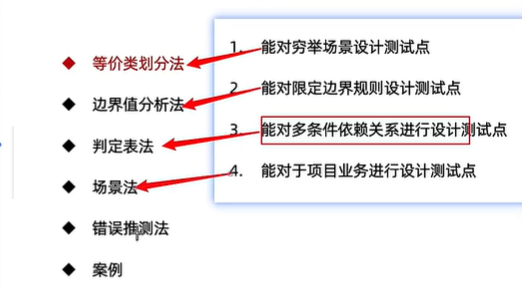 等价类划分法
边界值分析法
判定表法
场景法
错误推测法
案例
1. 能对穷举场景设计测试点
2 能对限定边界规则设计测试点
3. 能对多条件依赖关系进行设计测试点
4. 能对于项目业务进行设计测试点